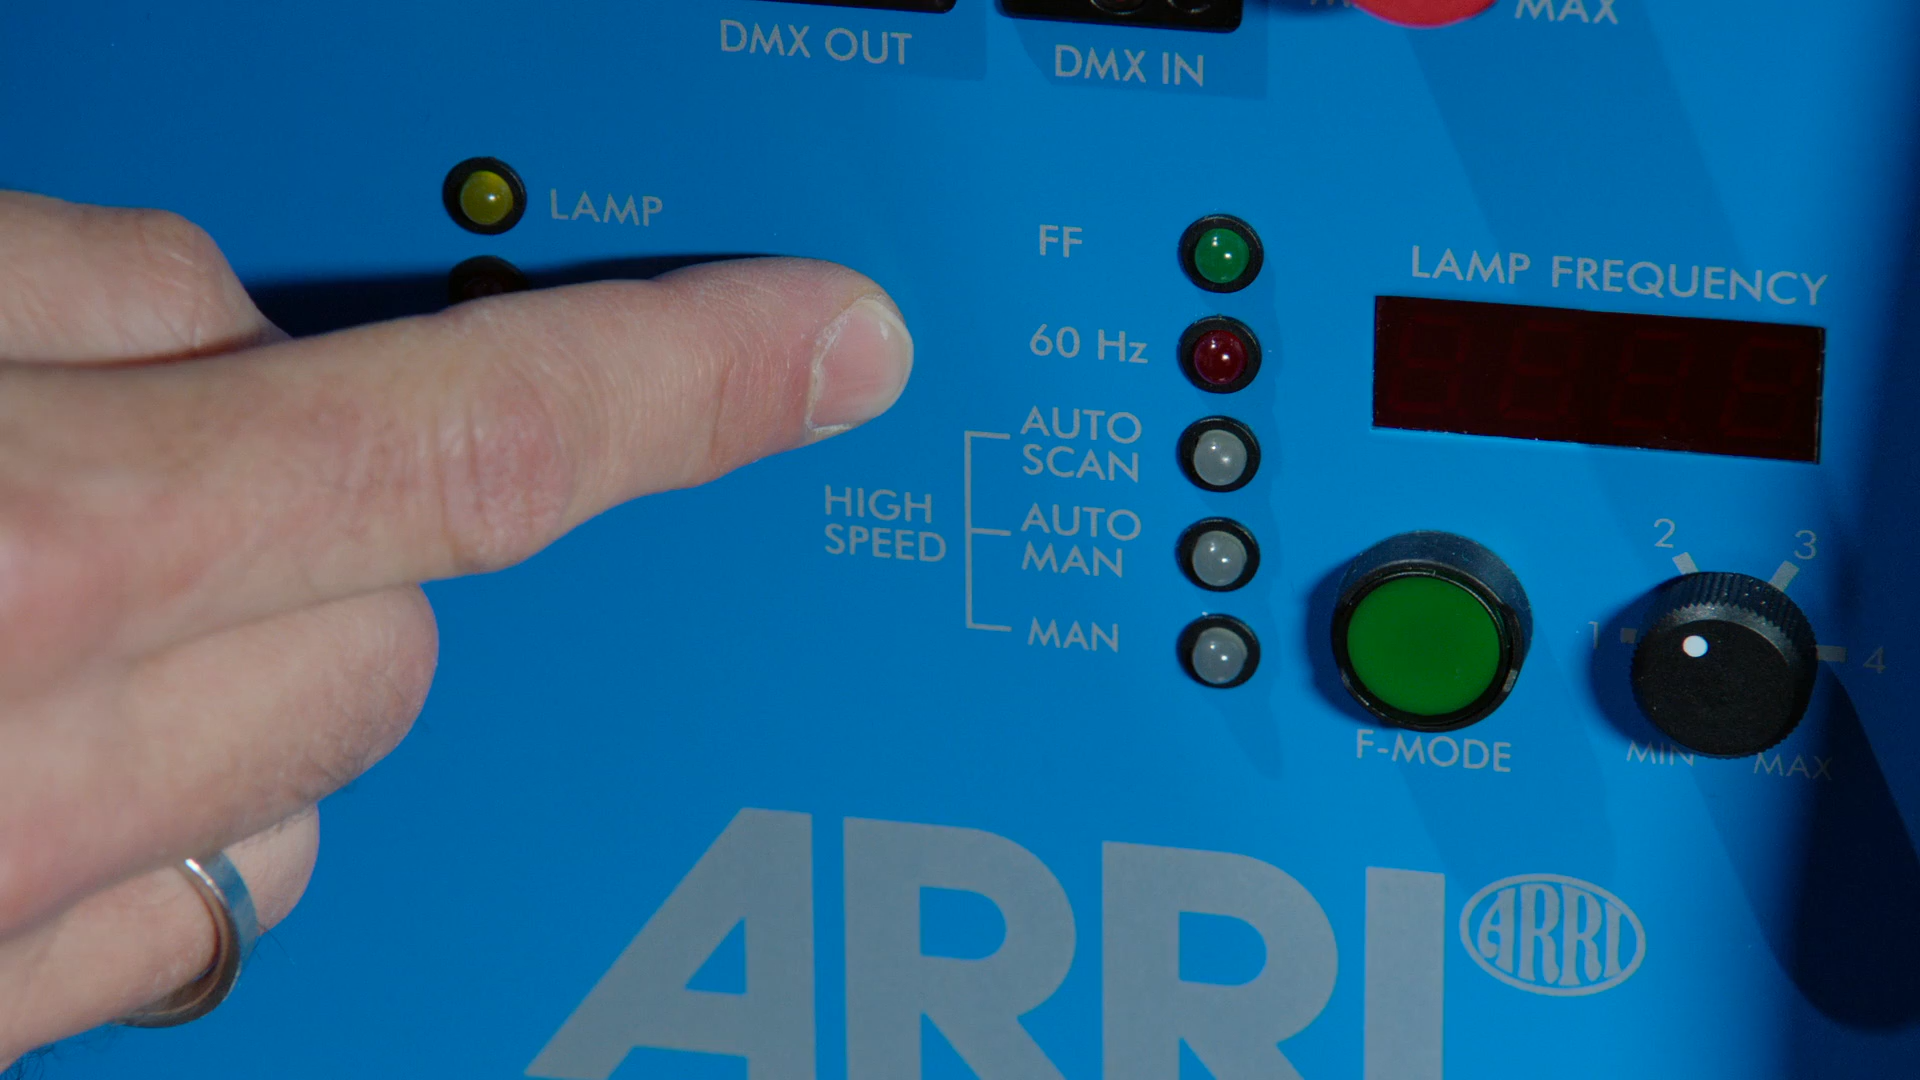 MAX
DMX OUT
DMX IN
LAMP
FF
LAMP FREQUENCY
60 Hz
AUTO
SCAN
HIGH
SPEED
AUTO
MAN
MAN
2
3
1
4
F-MODE
MIN
MAX
ARRI
ARRI